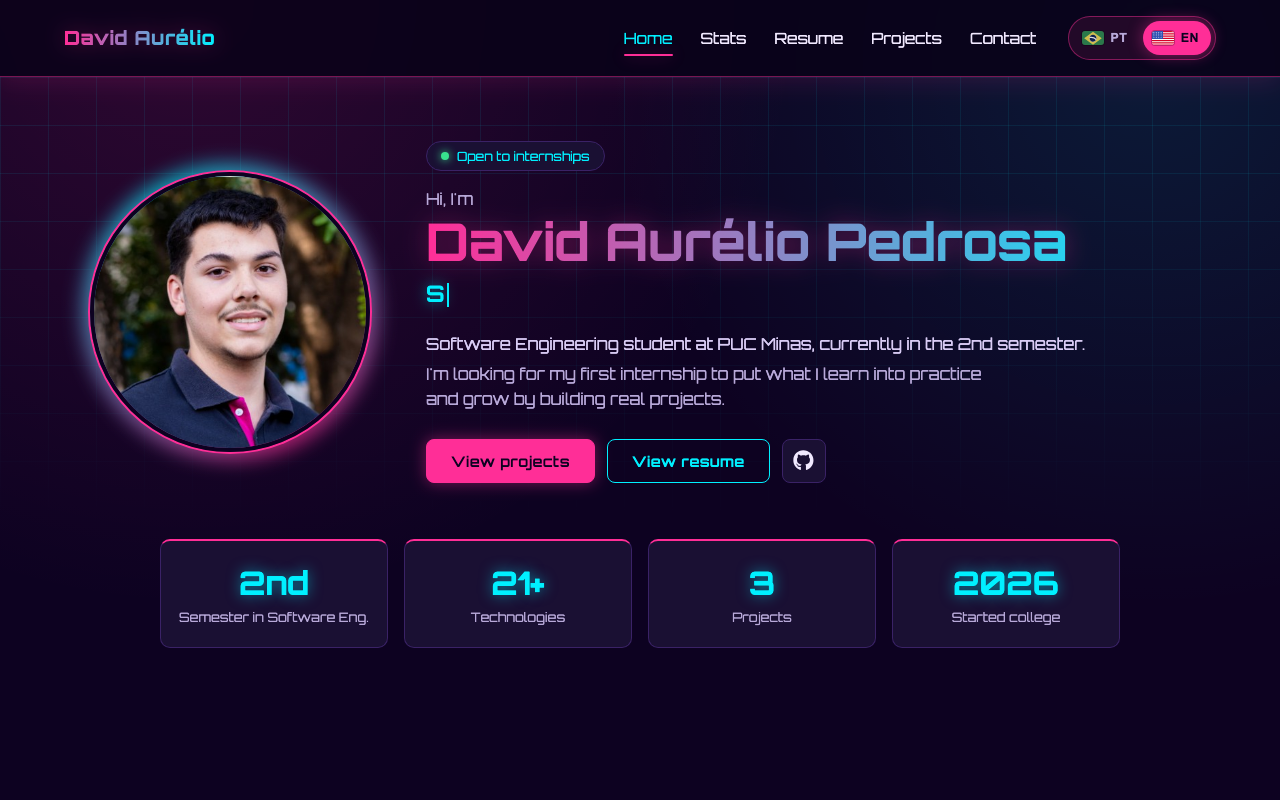 David Aurélio
Home Stats Resume Projects Contact PT EN
Open to internships
Hi, I'm
David Aurélio Pedrosa
S|
Software Engineering student at PUC Minas, currently in the 2nd semester.
I'm looking for my first internship to put what I learn into practice
and grow by building real projects.
View projects View resume
2nd 21+ 3 2026
Semester in Software Eng. Technologies Projects Started college